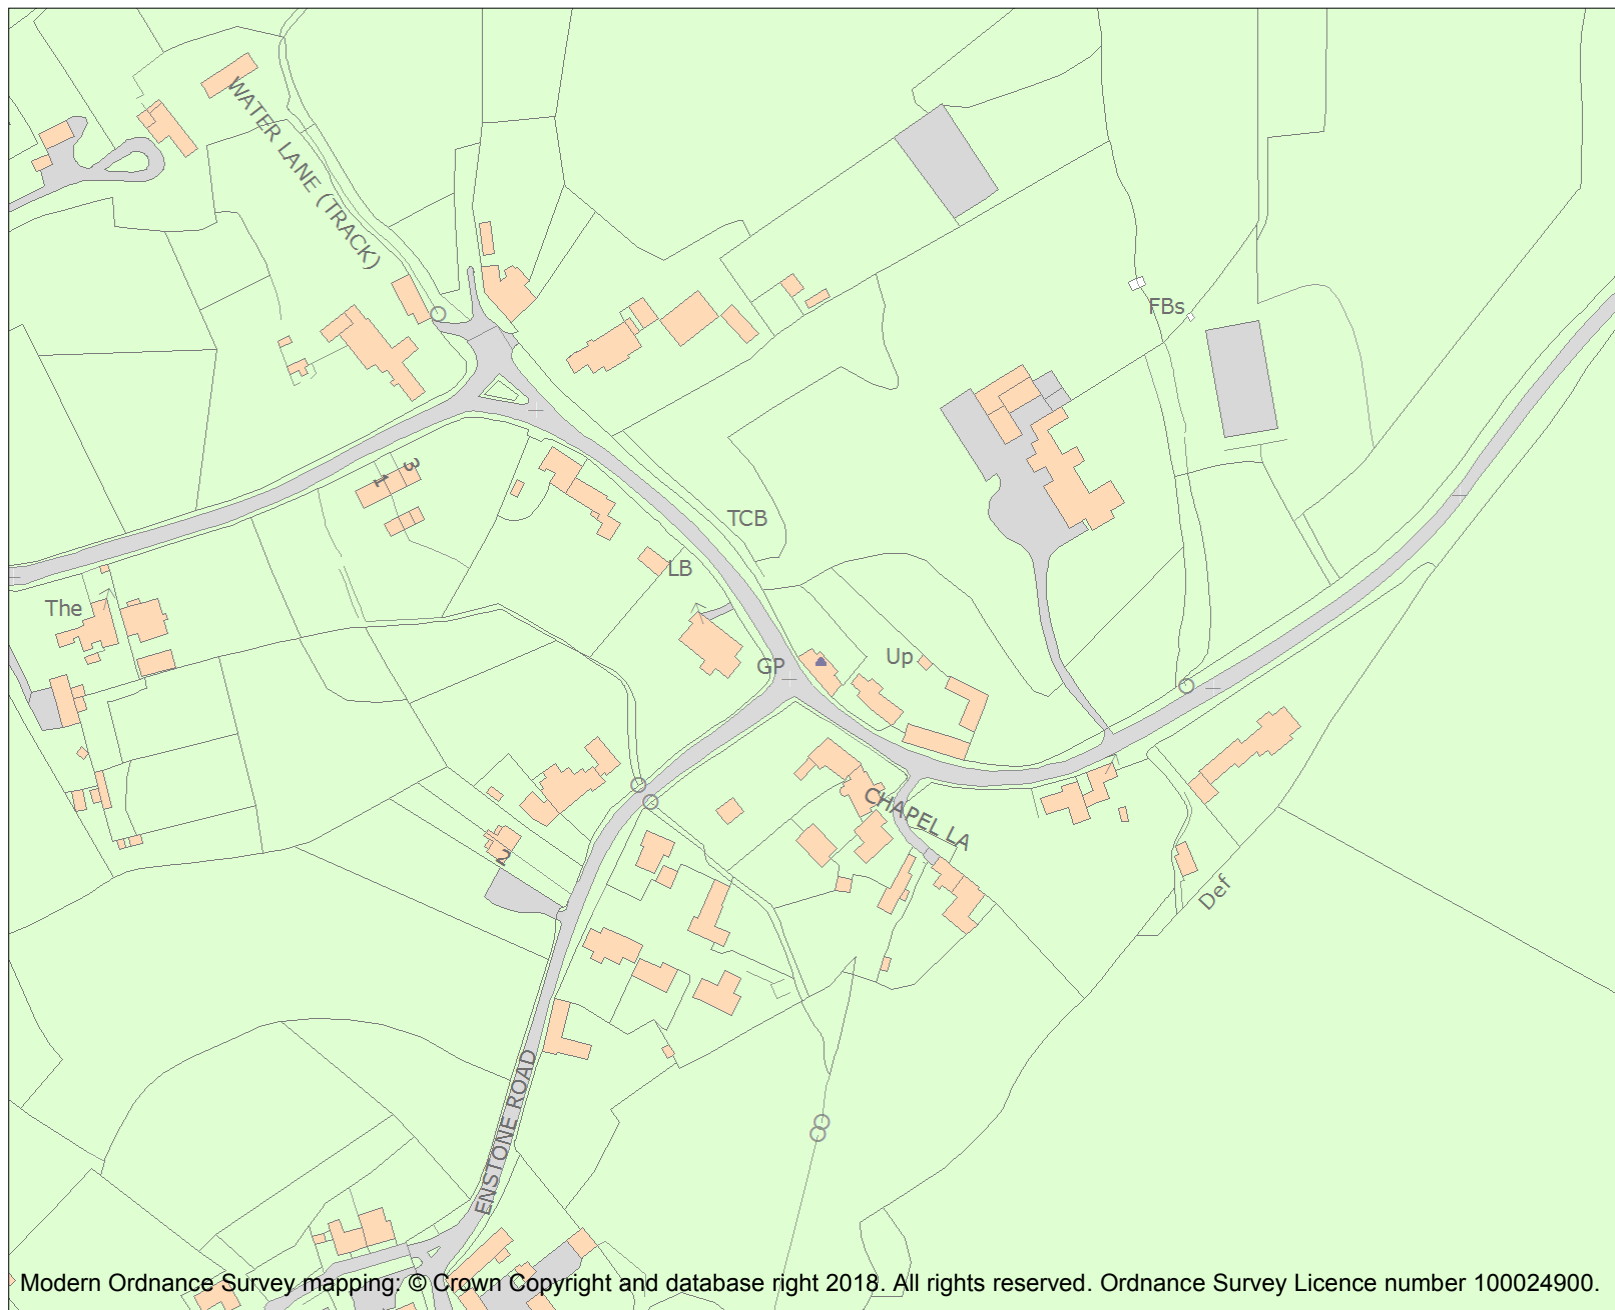 WATER LANE (TRACK)
FBs
3
1
TCB
LB
The
Up
GP
CHAPEL LA
2
Def
ENSTONE ROAD
Modern Ordnance Survey mapping: © Crown Copyright and database right 2018. All rights reserved. Ordnance Survey Licence number 100024900.